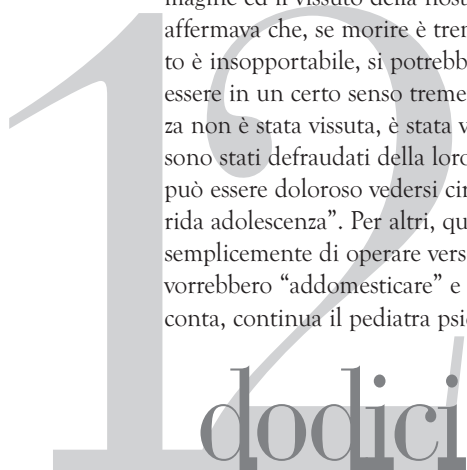 magine ed il vissuto della nost
affermava che, se morire è trem
to è insopportabile, si potrebb
essere in un certo senso treme
za non è stata vissuta, è stata v
sono stati defraudati della loro
può essere doloroso vedersi cir
rida adolescenza”. Per altri, qu
semplicemente di operare vers
vorrebbero “addomesticare” e
conta, continua il pediatra psi
12
dodici